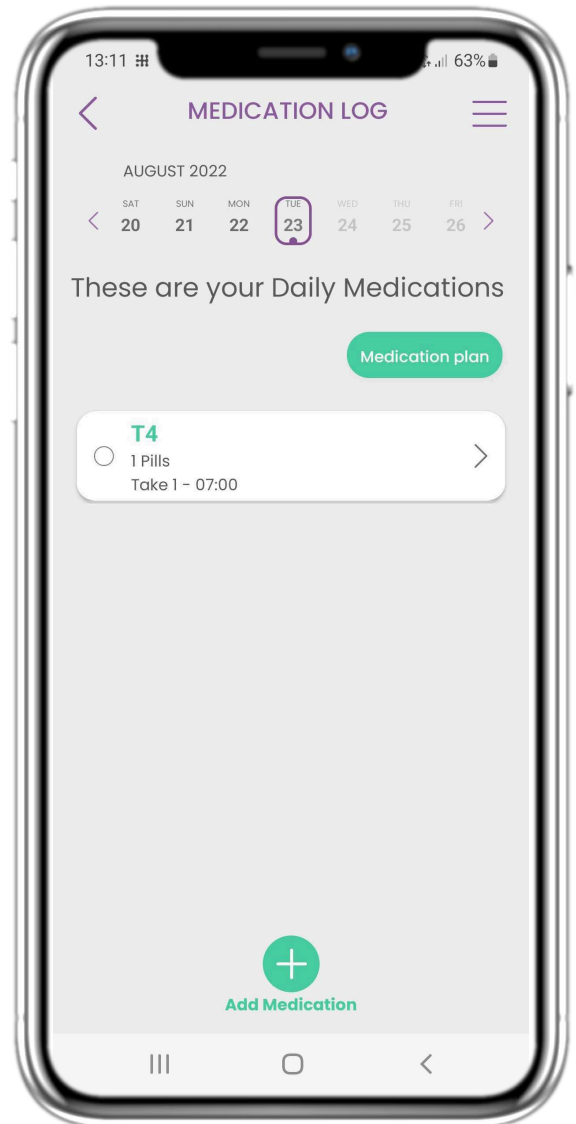 13:11 63%
MEDICATION LOG
AUGUST 2022
SAT SUN MON TUE WED THU FRI
20 21 22 23 24 25 26
These are your Daily Medications
Medication plan
T4
1 Pills
Take 1 - 07:00
Add Medication